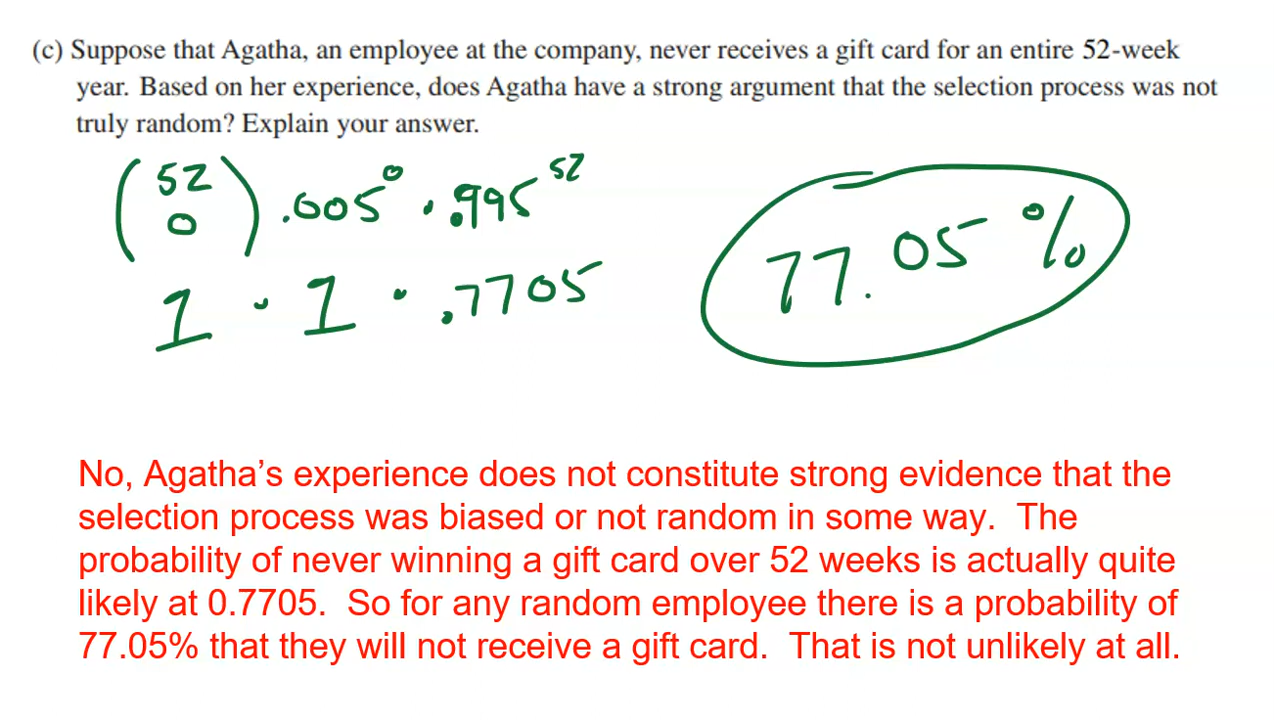 (c) Suppose that Agatha, an employee at the company, never receives a gift card for an entire 52-week
year. Based on her experience, does Agatha have a strong argument that the selection process was not
truly random? Explain your answer.
(52 0) .005^0 · .995^52
1 · 1 · .7705
77.05%
No, Agatha’s experience does not constitute strong evidence that the
selection process was biased or not random in some way. The
probability of never winning a gift card over 52 weeks is actually quite
likely at 0.7705. So for any random employee there is a probability of
77.05% that they will not receive a gift card. That is not unlikely at all.